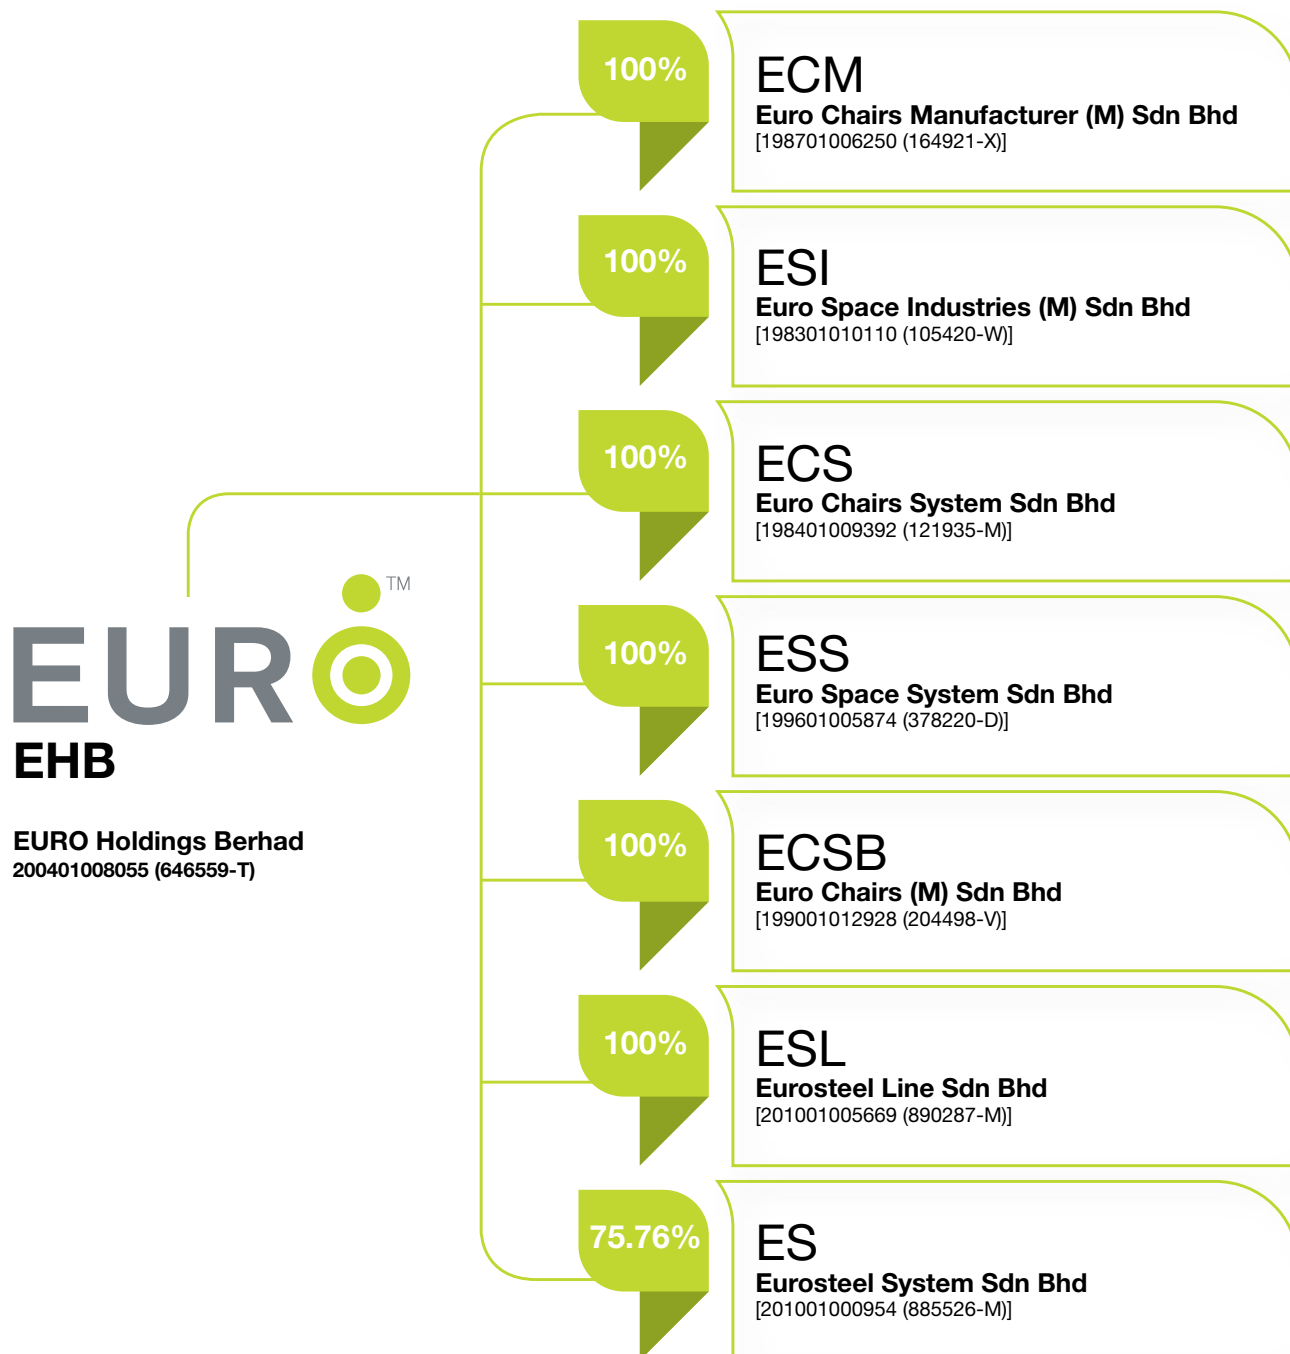 100%
ECM
Euro Chairs Manufacturer (M) Sdn Bhd
[198701006250 (164921-X)]
100%
ESI
Euro Space Industries (M) Sdn Bhd
[198301010110 (105420-W)]
100%
ECS
Euro Chairs System Sdn Bhd
[198401009392 (121935-M)]
EURO TM
EHB
EURO Holdings Berhad
200401008055 (646559-T)
100%
ESS
Euro Space System Sdn Bhd
[199601005874 (378220-D)]
100%
ECSB
Euro Chairs (M) Sdn Bhd
[199001012928 (204498-V)]
100%
ESL
Eurosteel Line Sdn Bhd
[201001005669 (890287-M)]
75.76%
ES
Eurosteel System Sdn Bhd
[201001000954 (885526-M)]